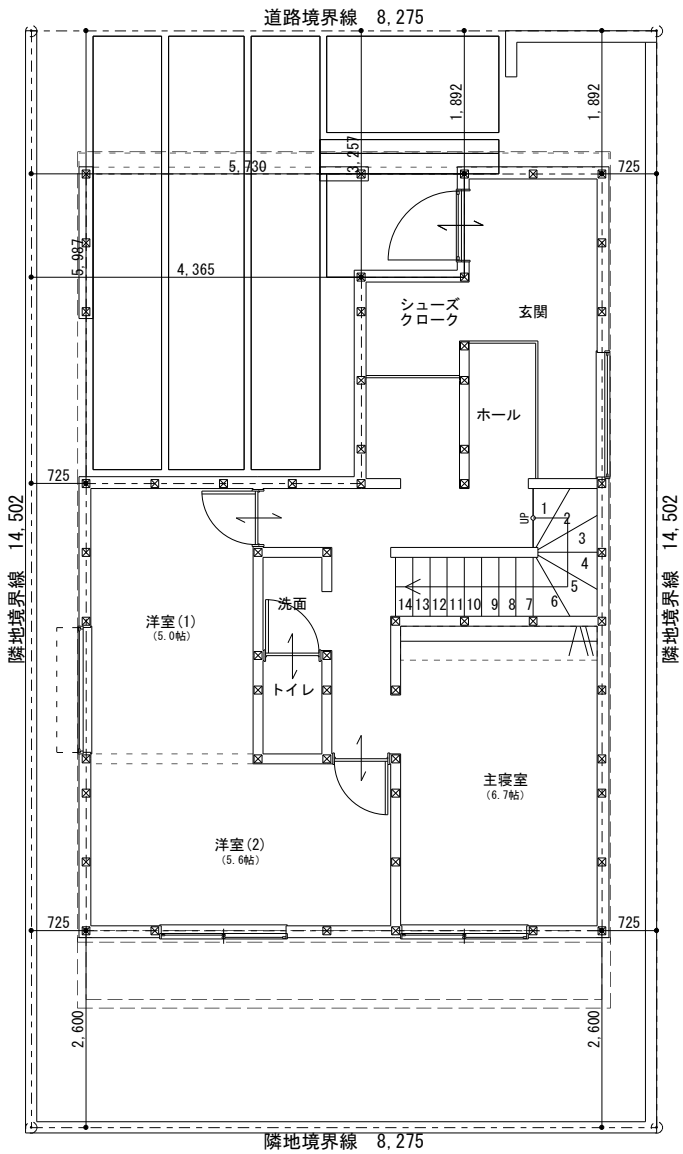 道路境界線 8,275
1,892
1,892
3,257
5,730
725
5,987
4,365
シューズ
クローク
玄関
ホール
725
隣地境界線 14,502
隣地境界線 14,502
UP
1
2
3
4
5
6
14 13 12 11 10 9 8 7
洋室(1)
(5.0帖)
洗面
トイレ
主寝室
(6.7帖)
洋室(2)
(5.6帖)
725
725
2,600
2,600
隣地境界線 8,275